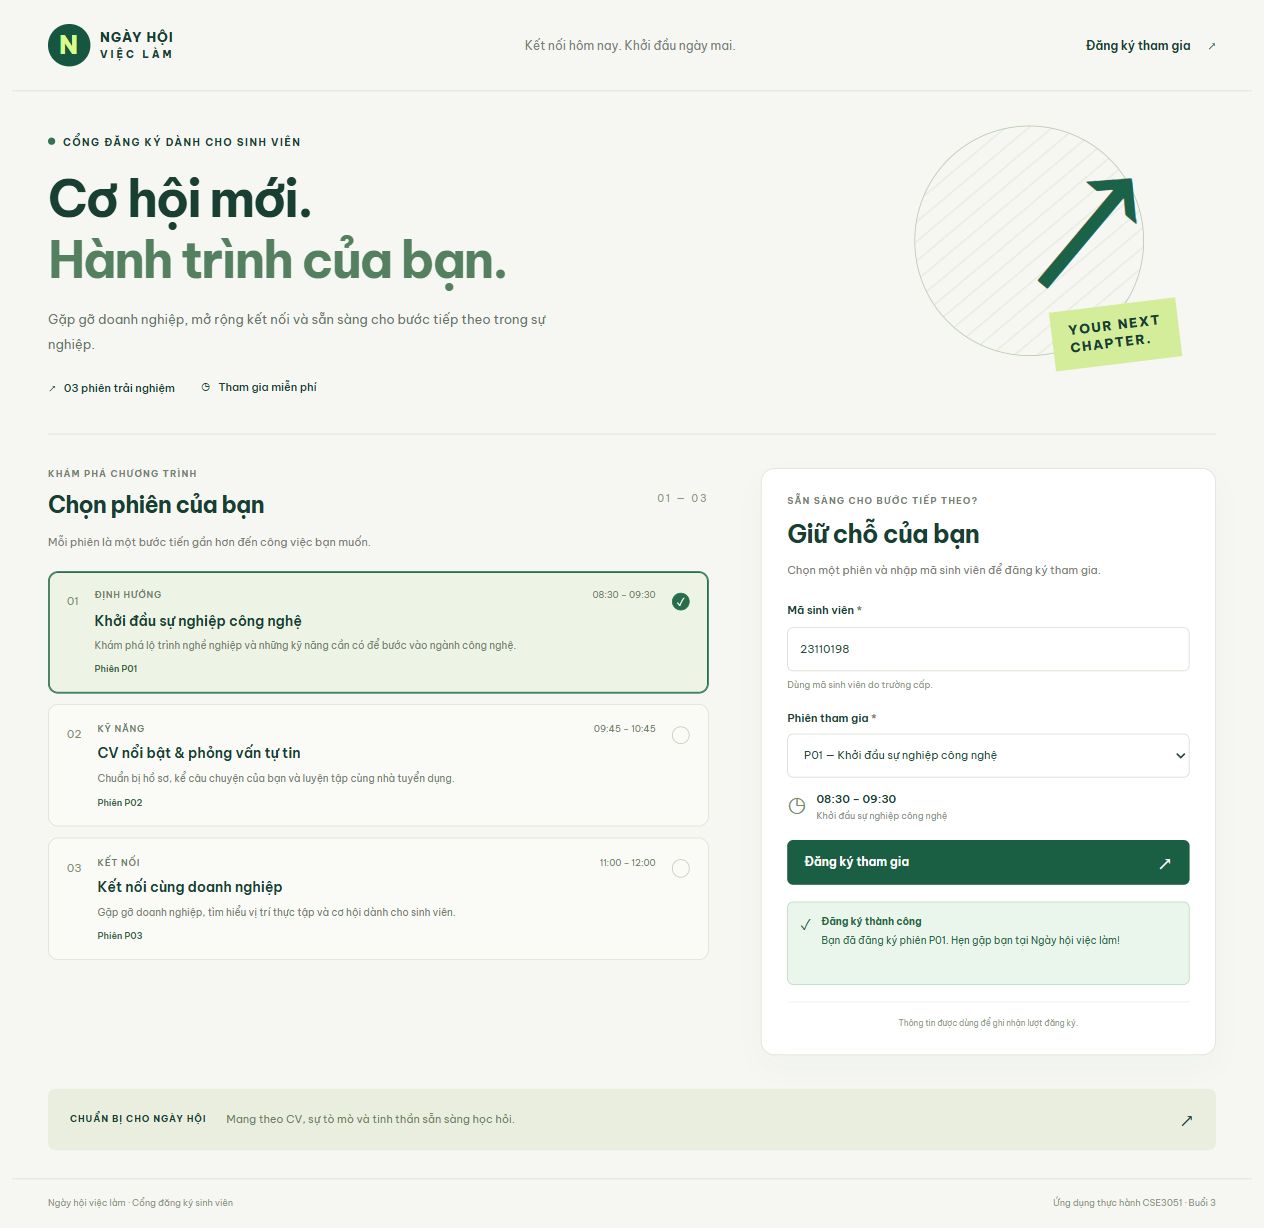 N
NGÀY HỘI
VIỆC LÀM
Kết nối hôm nay. Khởi đầu ngày mai.
Đăng ký tham gia ↗
CỔNG ĐĂNG KÝ DÀNH CHO SINH VIÊN
Cơ hội mới.
Hành trình của bạn.
Gặp gỡ doanh nghiệp, mở rộng kết nối và sẵn sàng cho bước tiếp theo trong sự
nghiệp.
↗ 03 phiên trải nghiệm
◷ Tham gia miễn phí
YOUR NEXT
CHAPTER.
KHÁM PHÁ CHƯƠNG TRÌNH
Chọn phiên của bạn
01 — 03
Mỗi phiên là một bước tiến gần hơn đến công việc bạn muốn.
01
ĐỊNH HƯỚNG
08:30 – 09:30
✓
Khởi đầu sự nghiệp công nghệ
Khám phá lộ trình nghề nghiệp và những kỹ năng cần có để bước vào ngành công nghệ.
Phiên P01
02
KỸ NĂNG
09:45 – 10:45
CV nổi bật & phỏng vấn tự tin
Chuẩn bị hồ sơ, kể câu chuyện của bạn và luyện tập cùng nhà tuyển dụng.
Phiên P02
03
KẾT NỐI
11:00 – 12:00
Kết nối cùng doanh nghiệp
Gặp gỡ doanh nghiệp, tìm hiểu vị trí thực tập và cơ hội dành cho sinh viên.
Phiên P03
SẴN SÀNG CHO BƯỚC TIẾP THEO?
Giữ chỗ của bạn
Chọn một phiên và nhập mã sinh viên để đăng ký tham gia.
Mã sinh viên *
23110198
Dùng mã sinh viên do trường cấp.
Phiên tham gia *
P01 — Khởi đầu sự nghiệp công nghệ
◷ 08:30 – 09:30
Khởi đầu sự nghiệp công nghệ
Đăng ký tham gia ↗
✓ Đăng ký thành công
Bạn đã đăng ký phiên P01. Hẹn gặp bạn tại Ngày hội việc làm!
Thông tin được dùng để ghi nhận lượt đăng ký.
CHUẨN BỊ CHO NGÀY HỘI
Mang theo CV, sự tò mò và tinh thần sẵn sàng học hỏi.
↗
Ngày hội việc làm · Cổng đăng ký sinh viên
Ứng dụng thực hành CSE3051 · Buổi 3